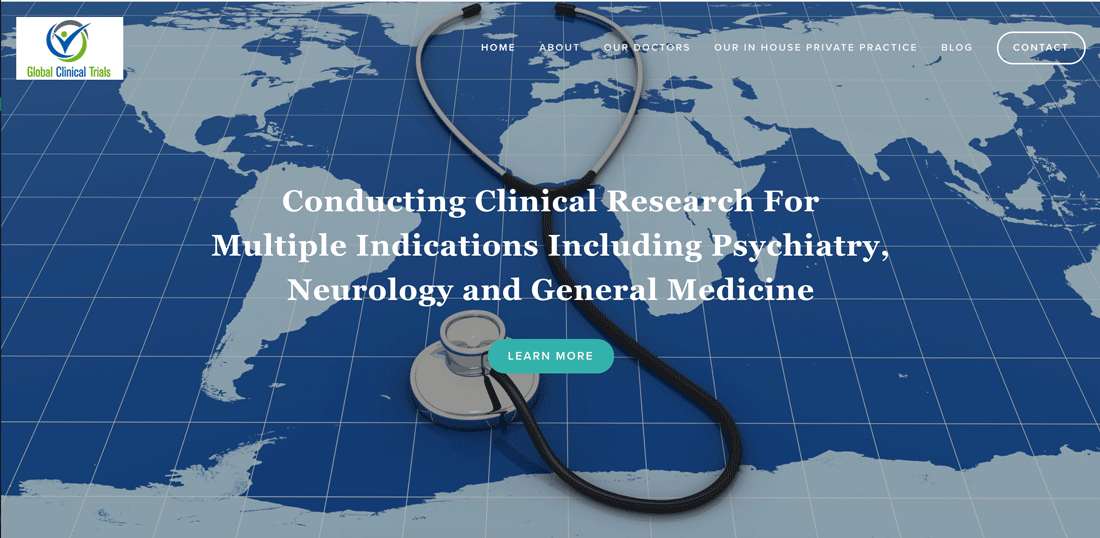 Global Clinical Trials
HOME
ABOUT
OUR DOCTORS
OUR IN HOUSE PRIVATE PRACTICE
BLOG
CONTACT
Conducting Clinical Research For
Multiple Indications Including Psychiatry,
Neurology and General Medicine
LEARN MORE